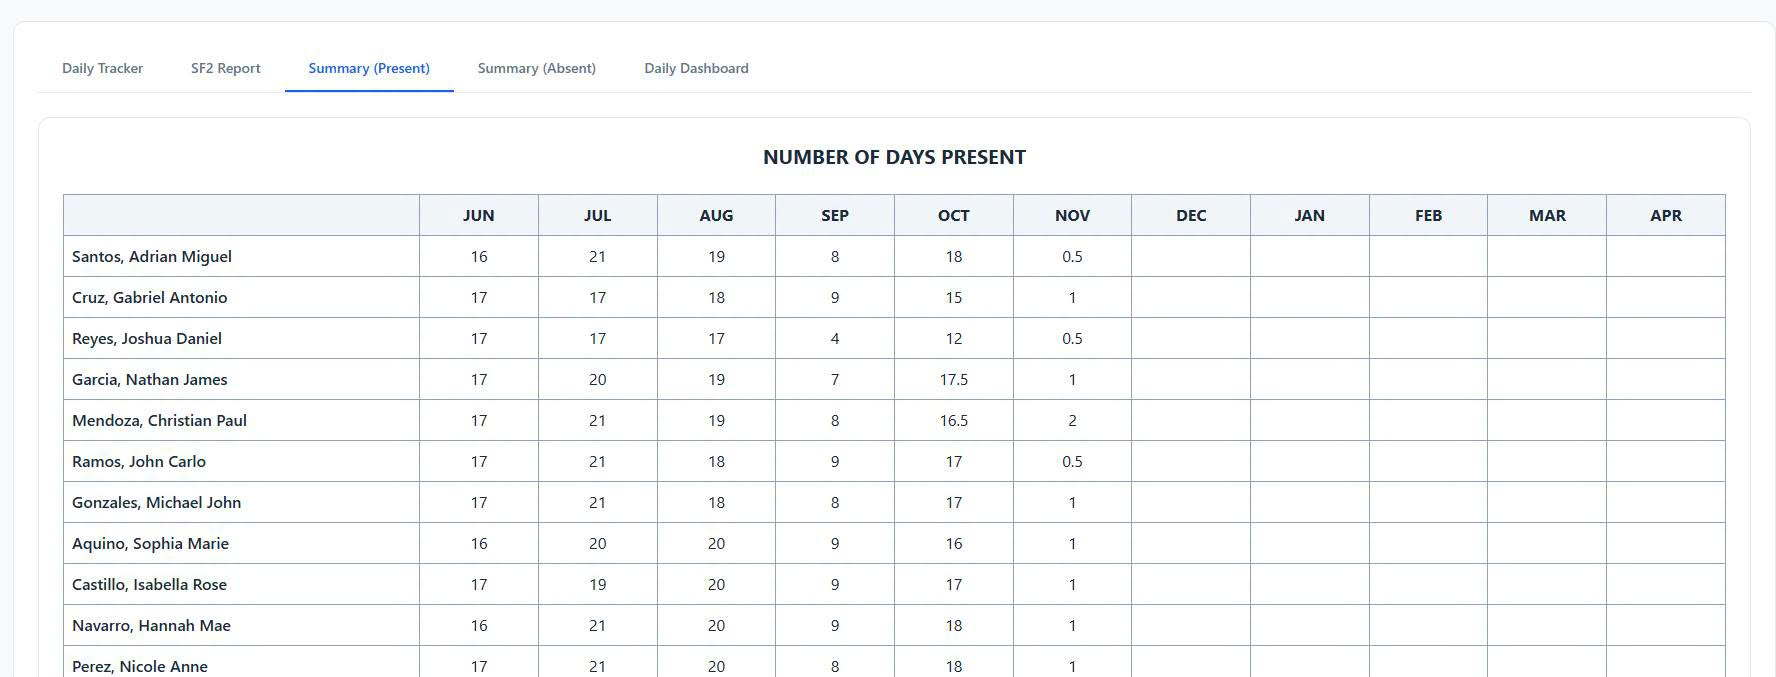 Daily Tracker SF2 Report Summary (Present) Summary (Absent) Daily Dashboard
NUMBER OF DAYS PRESENT
JUN JUL AUG SEP OCT NOV DEC JAN FEB MAR APR
Santos, Adrian Miguel 16 21 19 8 18 0.5
Cruz, Gabriel Antonio 17 17 18 9 15 1
Reyes, Joshua Daniel 17 17 17 4 12 0.5
Garcia, Nathan James 17 20 19 7 17.5 1
Mendoza, Christian Paul 17 21 19 8 16.5 2
Ramos, John Carlo 17 21 18 9 17 0.5
Gonzales, Michael John 17 21 18 8 17 1
Aquino, Sophia Marie 16 20 20 9 16 1
Castillo, Isabella Rose 17 19 20 9 17 1
Navarro, Hannah Mae 16 21 20 9 18 1
Perez, Nicole Anne 17 21 20 8 18 1